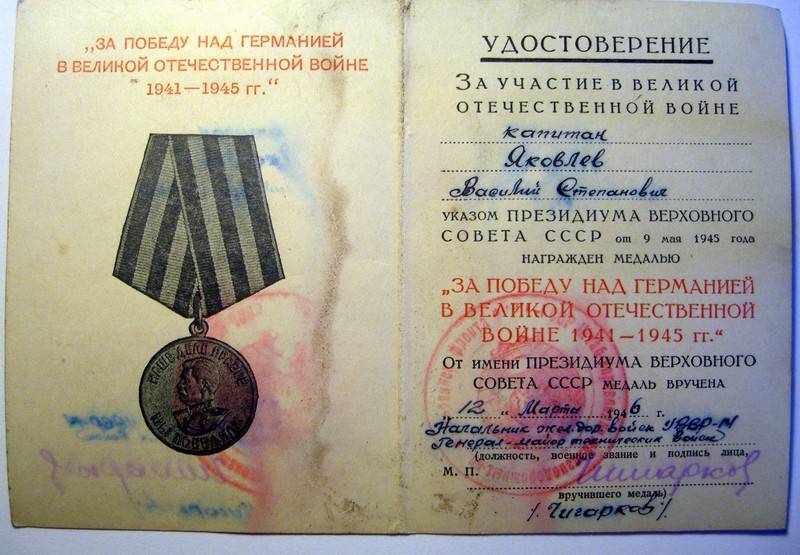 „ЗА ПОБЕДУ НАД ГЕРМАНИЕЙ
В ВЕЛИКОЙ ОТЕЧЕСТВЕННОЙ ВОЙНЕ
1941—1945 гг.“
НАШЕ ДЕЛО ПРАВОЕ
МЫ ПОБЕДИЛИ
УДОСТОВЕРЕНИЕ
ЗА УЧАСТИЕ В ВЕЛИКОЙ
ОТЕЧЕСТВЕННОЙ ВОЙНЕ
капитан
Яковлев
Василий Степанович
УКАЗОМ ПРЕЗИДИУМА ВЕРХОВНОГО
СОВЕТА СССР от 9 мая 1945 года
НАГРАЖДЕН МЕДАЛЬЮ
„ЗА ПОБЕДУ НАД ГЕРМАНИЕЙ
В ВЕЛИКОЙ ОТЕЧЕСТВЕННОЙ
ВОЙНЕ 1941—1945 гг.“
ОТ ИМЕНИ ПРЕЗИДИУМА ВЕРХОВНОГО
СОВЕТА СССР МЕДАЛЬ ВРУЧЕНА
„12“ Марта 1946 г.
Начальник жел.дор. войск
Генерал-майор технических войск
(должность, военное звание и подпись лица,
М. П. Чигарков
вручившего медаль)
/Чигарков/